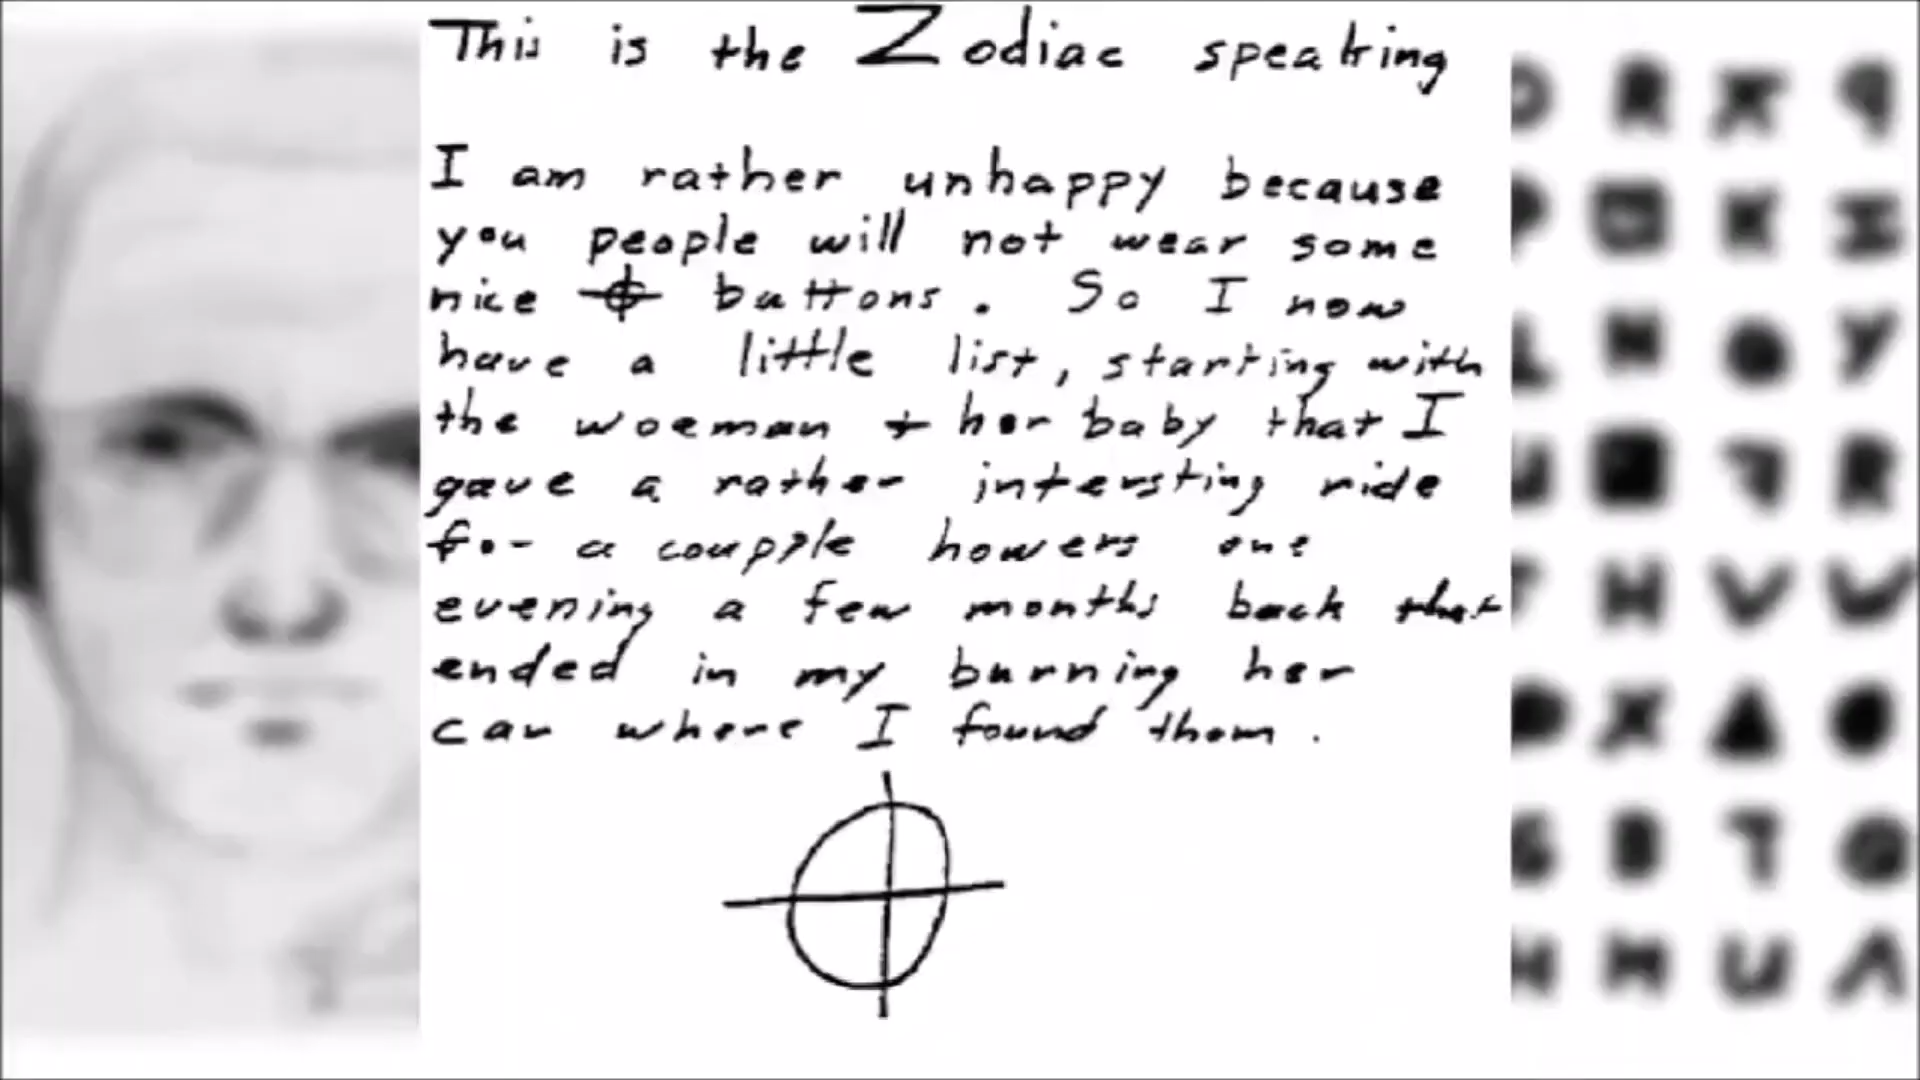 This is the Zodiac speaking
I am rather unhappy because
you people will not wear some
nice ⌖ buttons. So I now
have a little list, starting with
the woeman + her baby that I
gave a rather intersting ride
for a coupple howers one
evening a few months back that
ended in my burning her
car where I found them.